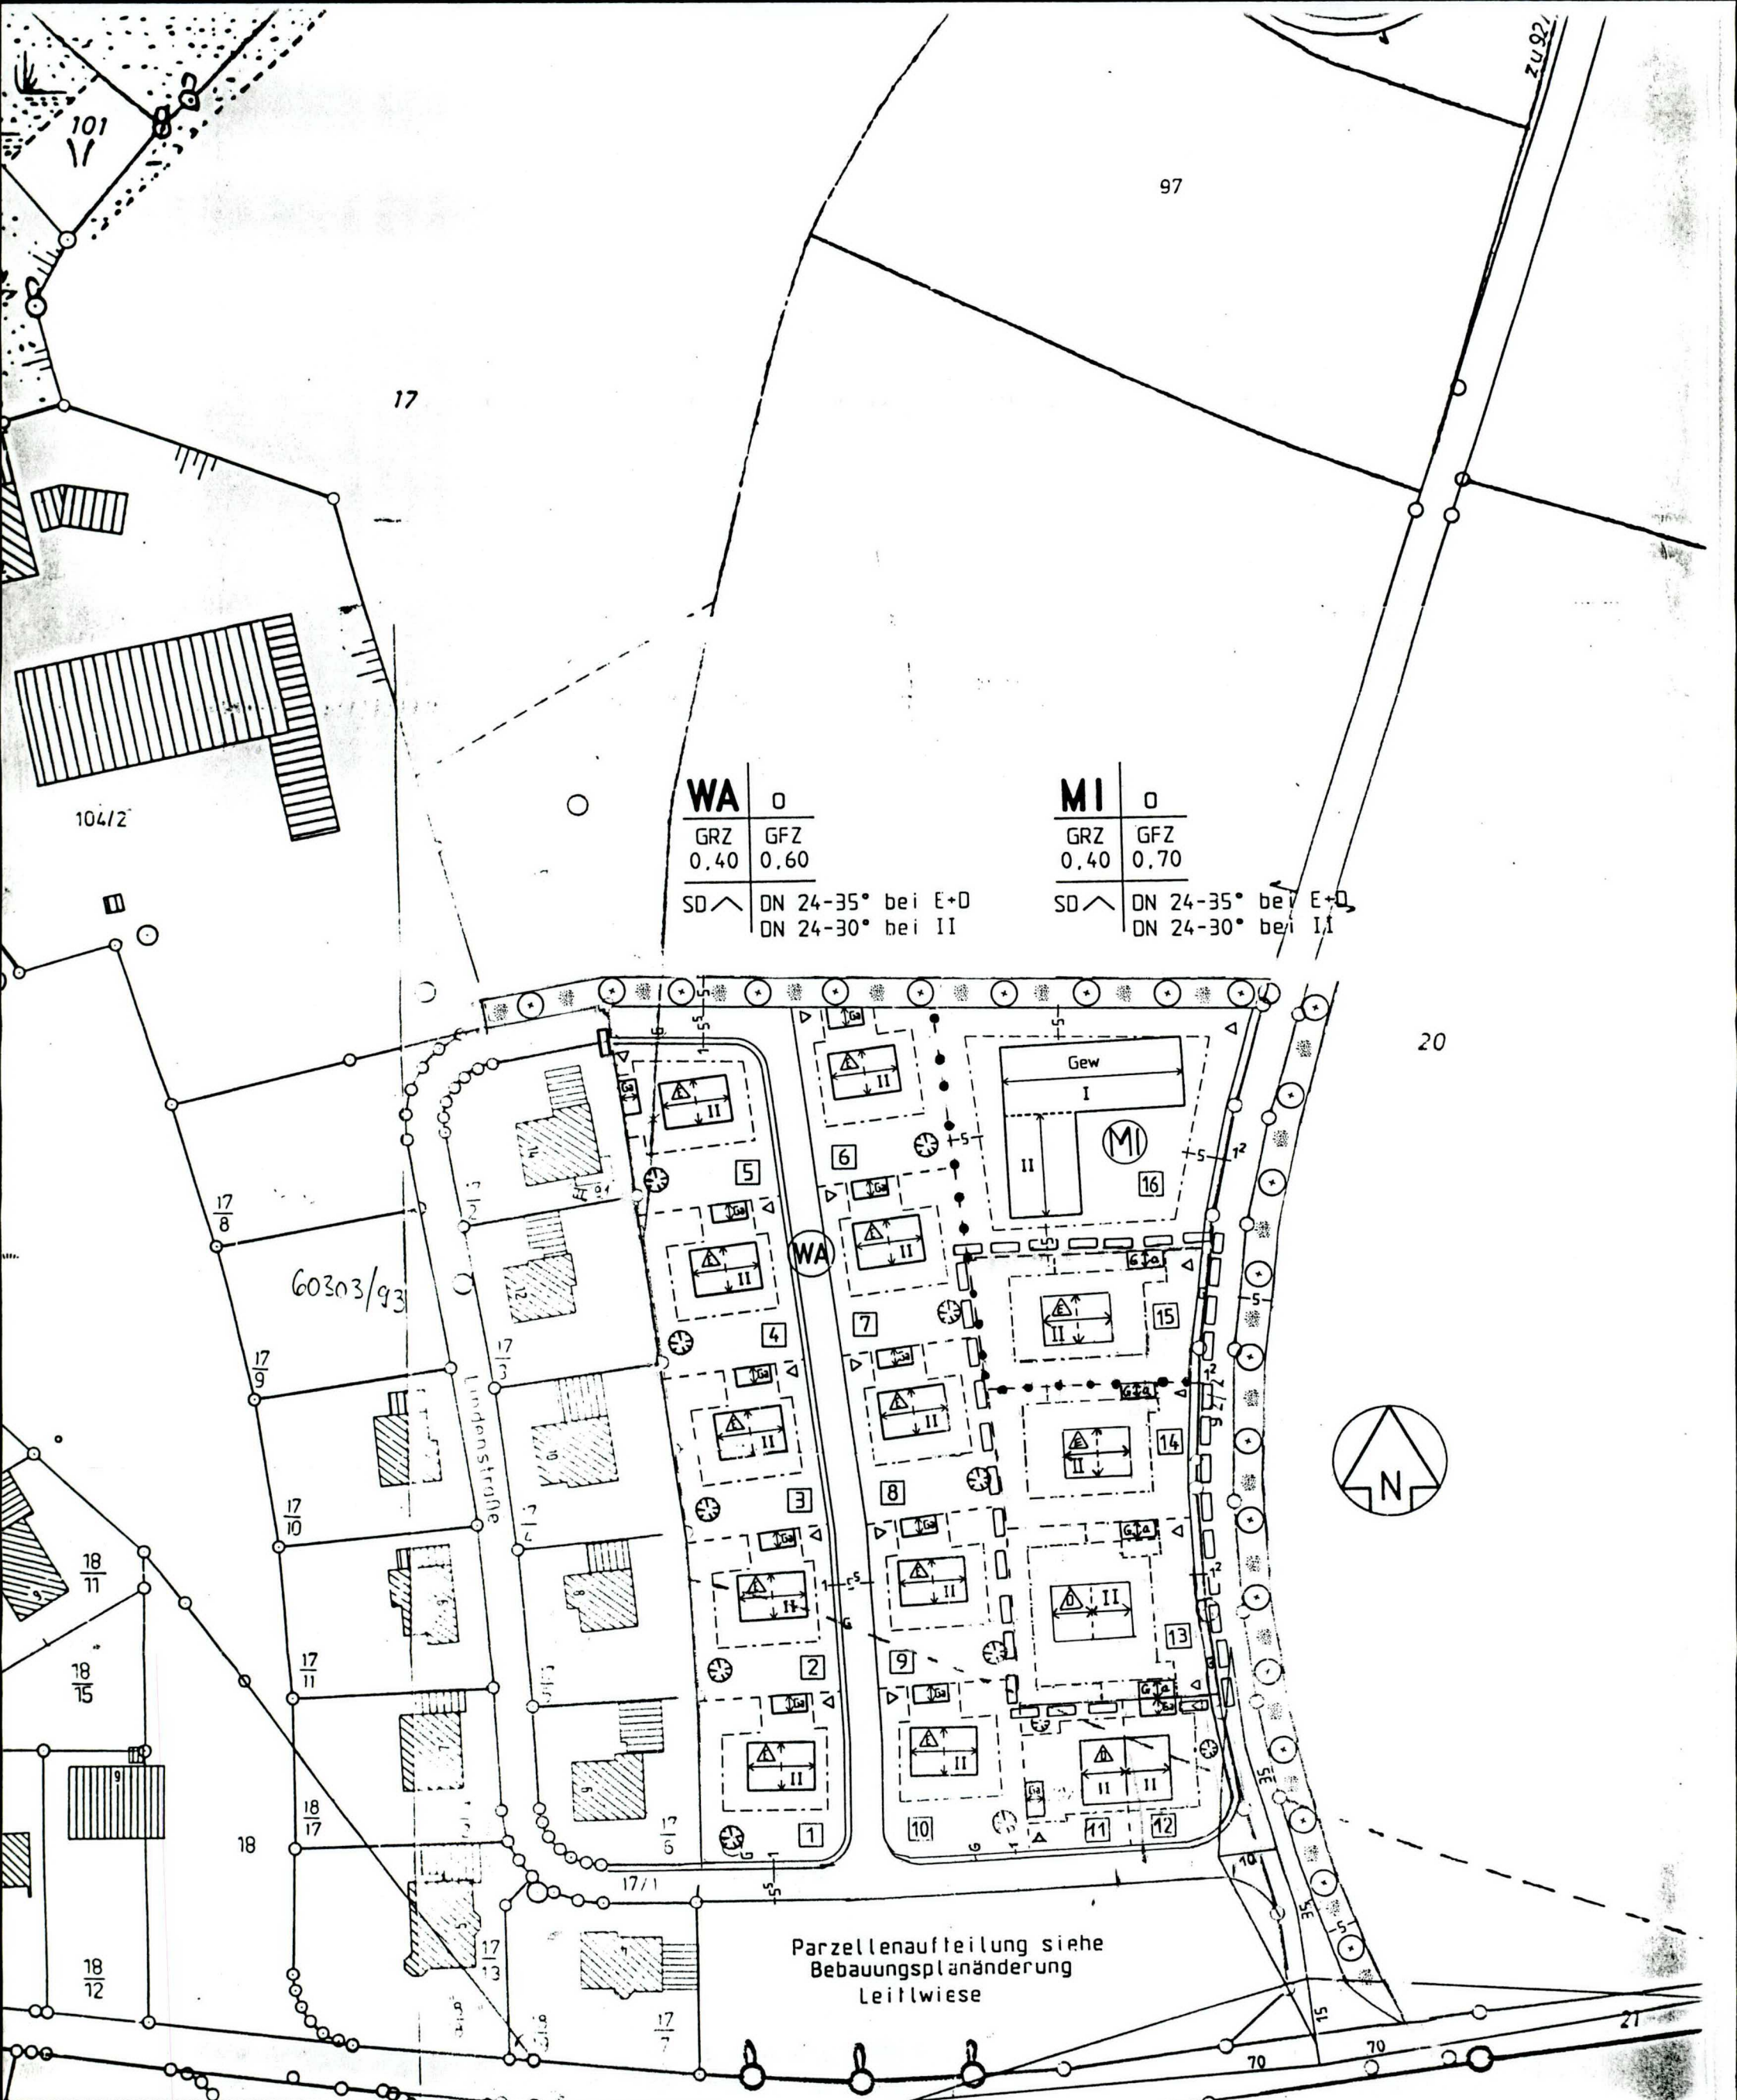 zu 921
101
97
17
104/2
WA O
GRZ GFZ
0,40 0,60
SD DN 24-35° bei E+D
DN 24-30° bei II
MI O
GRZ GFZ
0,40 0,70
SD DN 24-35° bei E+D
DN 24-30° bei II
20
Gew
I
II
MI
16
WA
5
6
4
7
15
3
8
14
2
9
13
1
10
11
12
Ga
E
II
D
N
17/8
60303/93
17/9
17/3
Lindenstraße
17/10
18/11
17/11
18/15
18/17
18
17/6
17/1
17/13
18/12
17/7
Parzellenaufteilung siehe
Bebauungsplanänderung
Leitlwiese
70
70
21